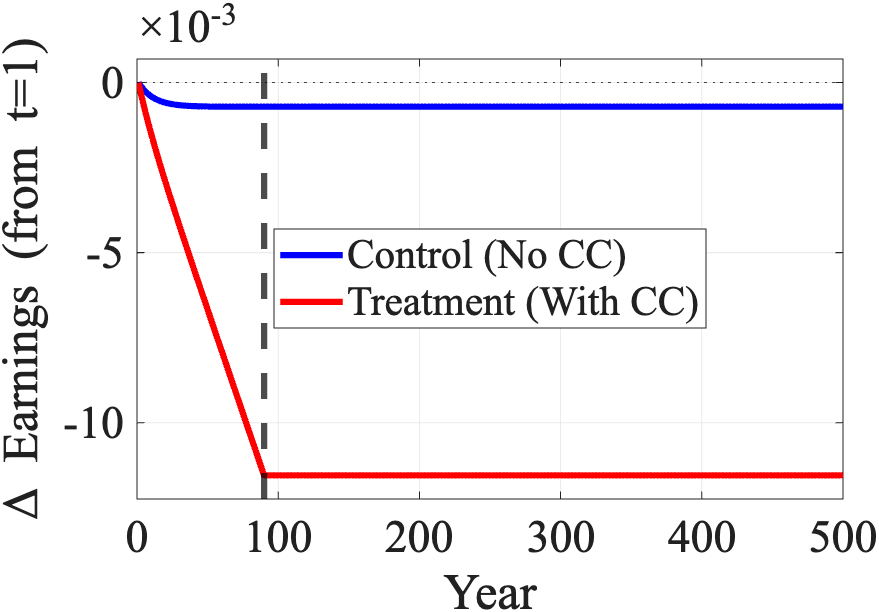 ×10⁻³
Δ Earnings (from t=1)
0
-5
-10
Control (No CC)
Treatment (With CC)
0 100 200 300 400 500
Year